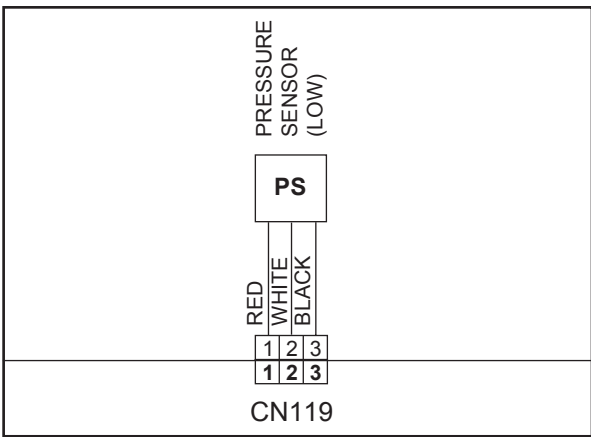 PRESSURE
SENSOR
(LOW)
PS
RED
WHITE
BLACK
1 2 3
1 2 3
CN119